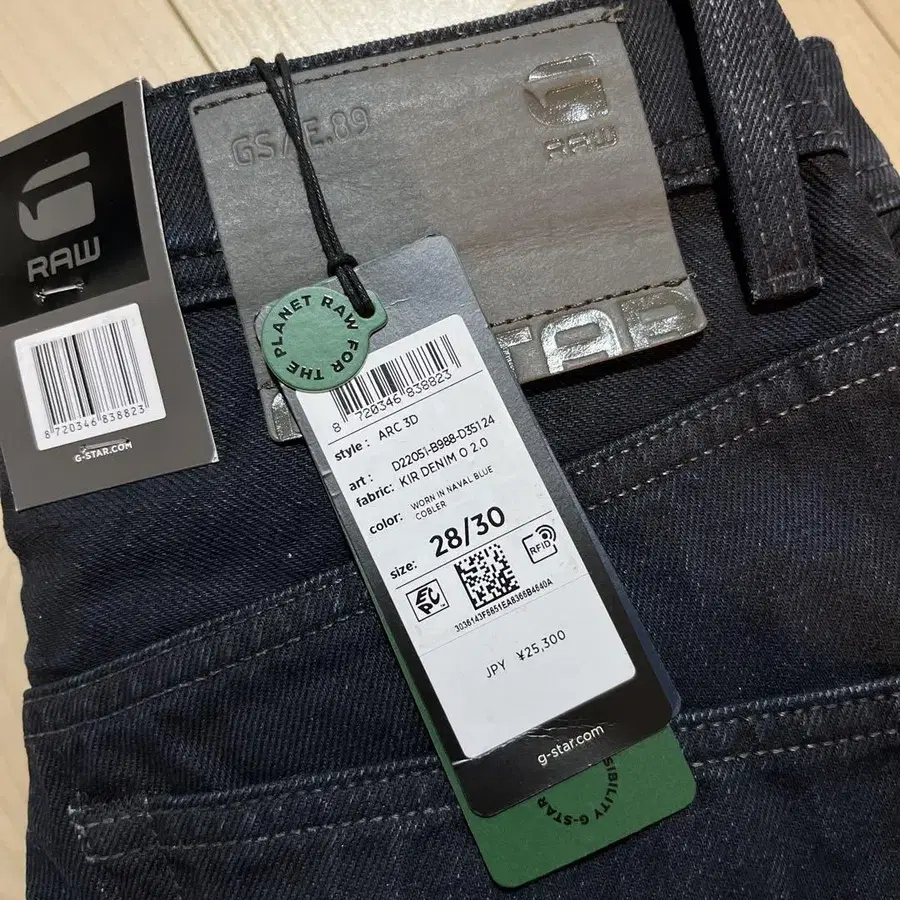 GS / E.89
RAW
RAW
8 720346 838823
G-STAR.COM
RAW FOR THE PLANET
8 720346 838823
style: ARC 3D
art: D22051-B988-D35124
fabric: KIR DENIM O 2.0
color: WORN IN NAVAL BLUE
COBLER
size: 28/30
EPC
RFID
JPY ¥25,300
g-star.com
SIBILITY G-STAR